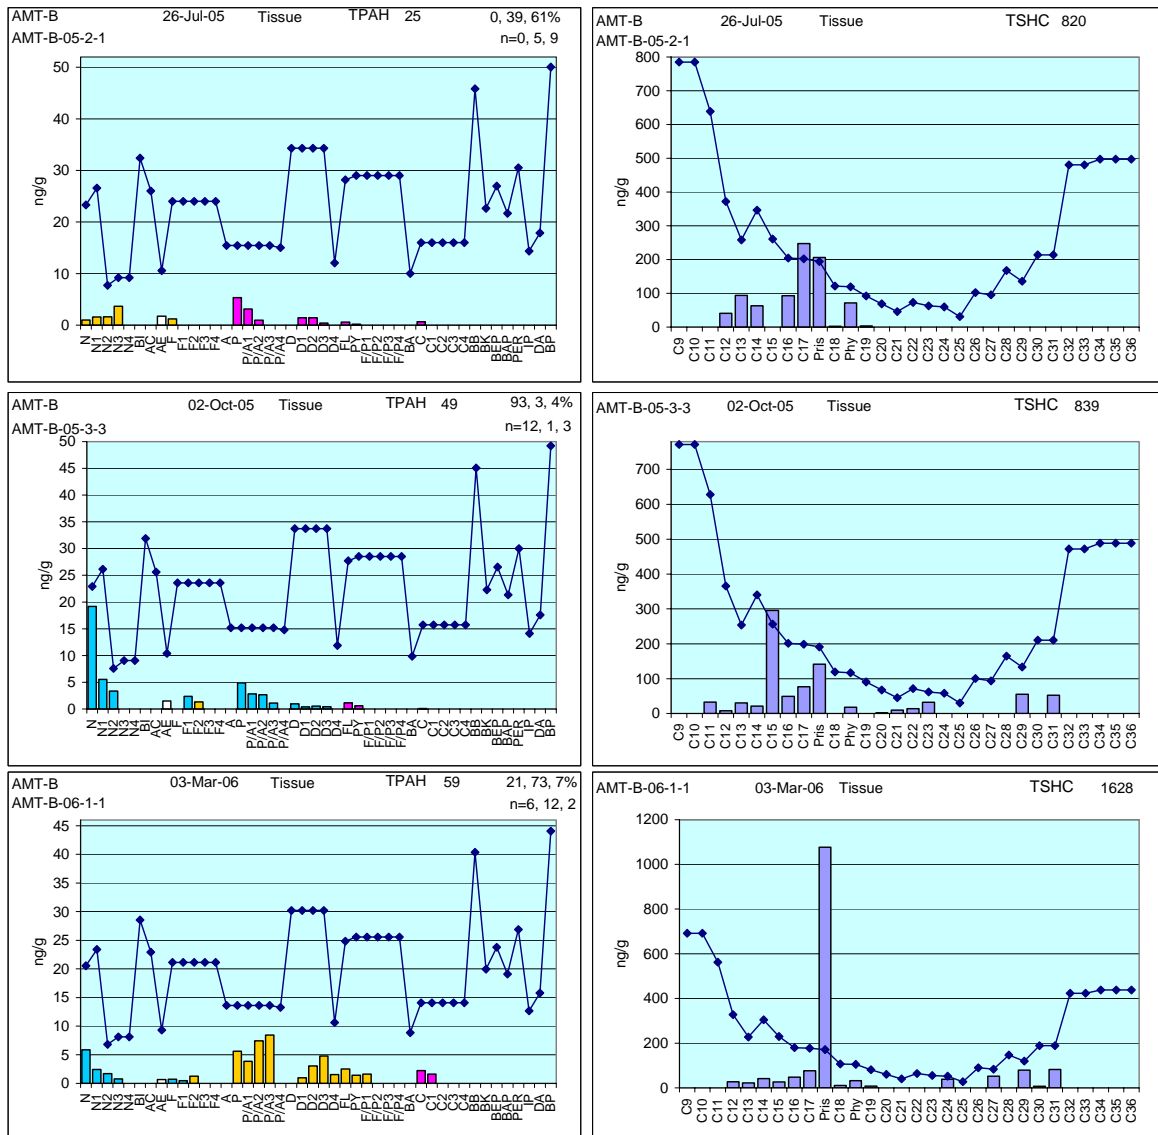 AMT-B 26-Jul-05 Tissue TPAH 25 0, 39, 61%
AMT-B-05-2-1 n=0, 5, 9
50
40
30
20
10
0
ng/g
N N1 N2 N3 N4 BI AC AE F F1 F2 F3 F4 A P P/A1 P/A2 P/A3 P/A4 D D1 D2 D3 D4 FL PY F/P1 F/P2 F/P3 F/P4 BA C C1 C2 C3 C4 BB BK BEP BAP PER IP DA BP
AMT-B 26-Jul-05 Tissue TSHC 820
AMT-B-05-2-1
800
700
600
500
400
300
200
100
0
ng/g
C9 C10 C11 C12 C13 C14 C15 C16 C17 Pris C18 Phy C19 C20 C21 C22 C23 C24 C25 C26 C27 C28 C29 C30 C31 C32 C33 C34 C35 C36
AMT-B 02-Oct-05 Tissue TPAH 49 93, 3, 4%
AMT-B-05-3-3 n=12, 1, 3
50
45
40
35
30
25
20
15
10
5
0
ng/g
N N1 N2 N3 N4 BI AC AE F F1 F2 F3 F4 A P P/A1 P/A2 P/A3 P/A4 D D1 D2 D3 D4 FL PY F/P1 F/P2 F/P3 F/P4 BA C C1 C2 C3 C4 BB BK BEP BAP PER IP DA BP
AMT-B-05-3-3 02-Oct-05 Tissue TSHC 839
700
600
500
400
300
200
100
0
ng/g
C9 C10 C11 C12 C13 C14 C15 C16 C17 Pris C18 Phy C19 C20 C21 C22 C23 C24 C25 C26 C27 C28 C29 C30 C31 C32 C33 C34 C35 C36
AMT-B 03-Mar-06 Tissue TPAH 59 21, 73, 7%
AMT-B-06-1-1 n=6, 12, 2
45
40
35
30
25
20
15
10
5
0
ng/g
N N1 N2 N3 N4 BI AC AE F F1 F2 F3 F4 A P P/A1 P/A2 P/A3 P/A4 D D1 D2 D3 D4 FL PY F/P1 F/P2 F/P3 F/P4 BA C C1 C2 C3 C4 BB BK BEP BAP PER IP DA BP
AMT-B-06-1-1 03-Mar-06 Tissue TSHC 1628
1200
1000
800
600
400
200
0
ng/g
C9 C10 C11 C12 C13 C14 C15 C16 C17 Pris C18 Phy C19 C20 C21 C22 C23 C24 C25 C26 C27 C28 C29 C30 C31 C32 C33 C34 C35 C36